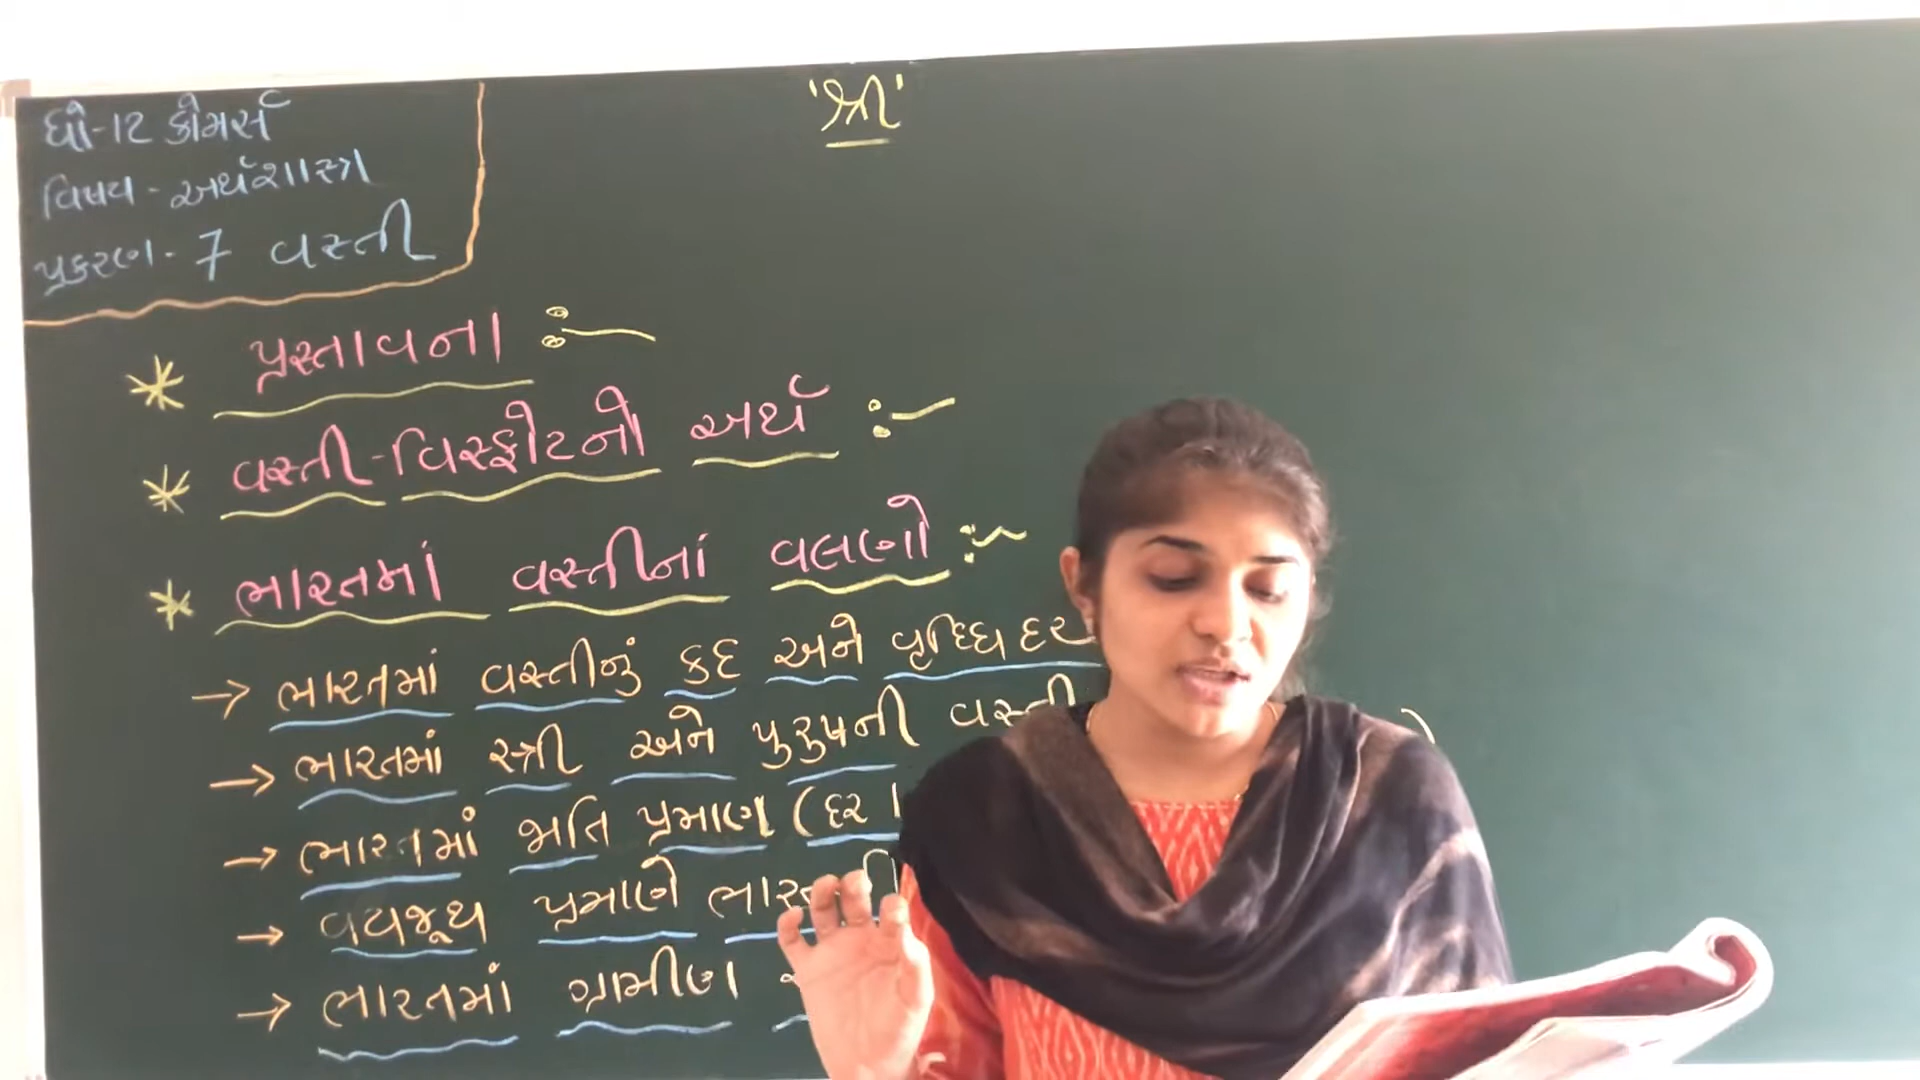 'શ્રી'
ધો-12 કોમર્સ
વિષય - અર્થશાસ્ત્ર
પ્રકરણ - 7 વસ્તી
* પ્રસ્તાવના :-
* વસ્તી-વિસ્ફોટનો અર્થ :-
* ભારતમાં વસ્તીનાં વલણો :-
→ ભારતમાં વસ્તીનું કદ અને વૃધ્ધિ દર
→ ભારતમાં સ્ત્રી અને પુરુષની વસ્તી
→ ભારતમાં જાતિ પ્રમાણ (દર
→ વયજૂથ પ્રમાણે
→ ભારતમાં ગ્રામીણ